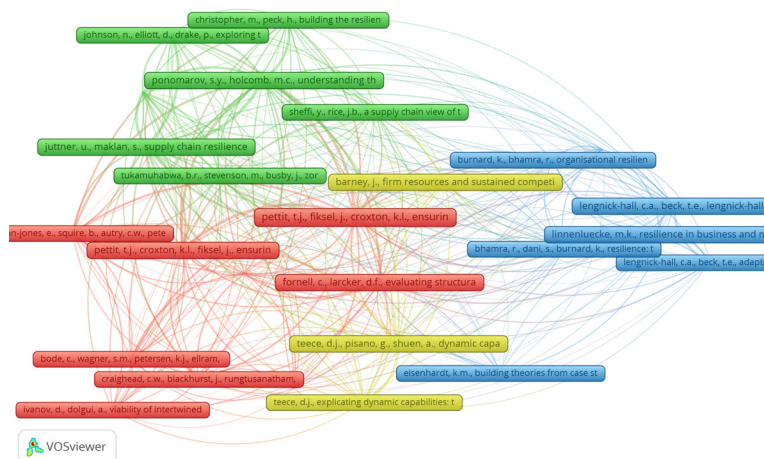 christopher, m., peck, h., building the resilien
johnson, n., elliott, d., drake, p., exploring t
ponomarov, s.y., holcomb, m.c., understanding th
sheffi, y., rice, j.b., a supply chain view of t
juttner, u., maklan, s., supply chain resilience
burnard, k., bhamra, r., organisational resilien
tukamuhabwa, b.r., stevenson, m., busby, j., zor
barney, j., firm resources and sustained competi
lengnick-hall, c.a., beck, t.e., lengnick-hall
pettit, t.j., fiksel, j., croxton, k.l., ensurin
n-jones, e., squire, b., autry, c.w., pete
linnenluecke, m.k., resilience in business and m
pettit, t.j., croxton, k.l., fiksel, j., ensurin
bhamra, r., dani, s., burnard, k., resilience: t
lengnick-hall, c.a., beck, t.e., adapti
fornell, c., larcker, d.f., evaluating structura
teece, d.j., pisano, g., shuen, a., dynamic capa
bode, c., wagner, s.m., petersen, k.j., ellram,
eisenhardt, k.m., building theories from case st
craighead, c.w., blackhurst, j., rungtusanatham,
teece, d.j., explicating dynamic capabilities: t
ivanov, d., dolgui, a., viability of intertwined
VOSviewer